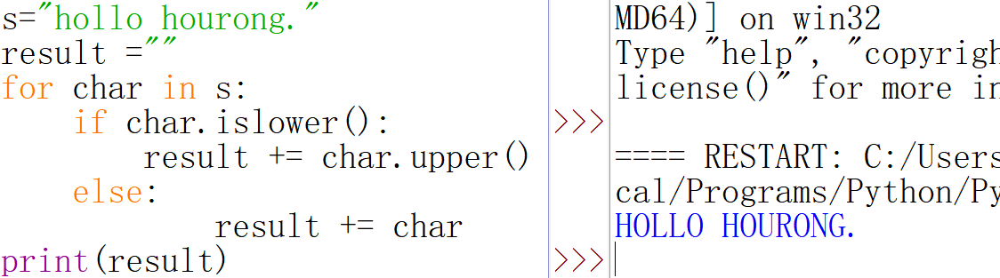 s="hollo hourong."
result =""
for char in s:
    if char.islower():
        result += char.upper()
    else:
            result += char
print(result)
MD64)] on win32
Type "help", "copyrigh
license()" for more in
>>>
==== RESTART: C:/Users
cal/Programs/Python/Py
HOLLO HOURONG.
>>>